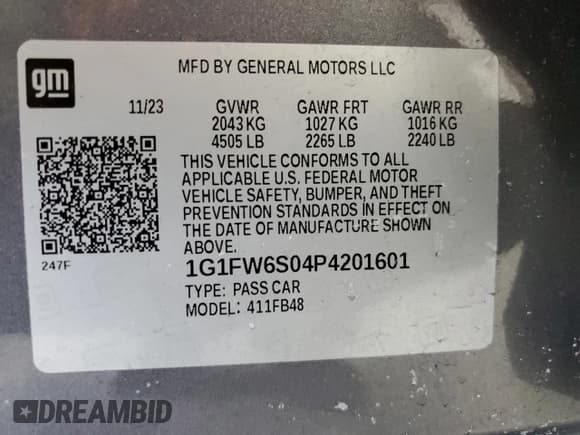 gm
MFD BY GENERAL MOTORS LLC
11/23 GVWR GAWR FRT GAWR RR
2043 KG 1027 KG 1016 KG
4505 LB 2265 LB 2240 LB
THIS VEHICLE CONFORMS TO ALL
APPLICABLE U.S. FEDERAL MOTOR
VEHICLE SAFETY, BUMPER, AND THEFT
PREVENTION STANDARDS IN EFFECT ON
THE DATE OF MANUFACTURE SHOWN
ABOVE.
247F
1G1FW6S04P4201601
TYPE: PASS CAR
MODEL: 411FB48
DREAMBID